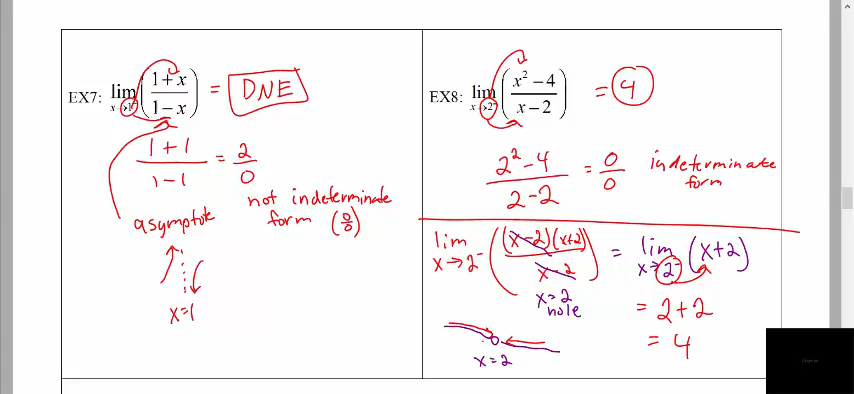 EX7: lim x→1⁻ ((1+x)/(1−x)) = DNE
(1+1)/(1−1) = 2/0
not indeterminate
form (0/0)
asymptote
x=1
EX8: lim x→2⁻ ((x²−4)/(x−2)) = 4
(2²−4)/(2−2) = 0/0 indeterminate
form
lim x→2⁻ ((x−2)(x+2)/(x−2)) = lim x→2⁻ (x+2)
x=2
hole
= 2+2
= 4
x=2